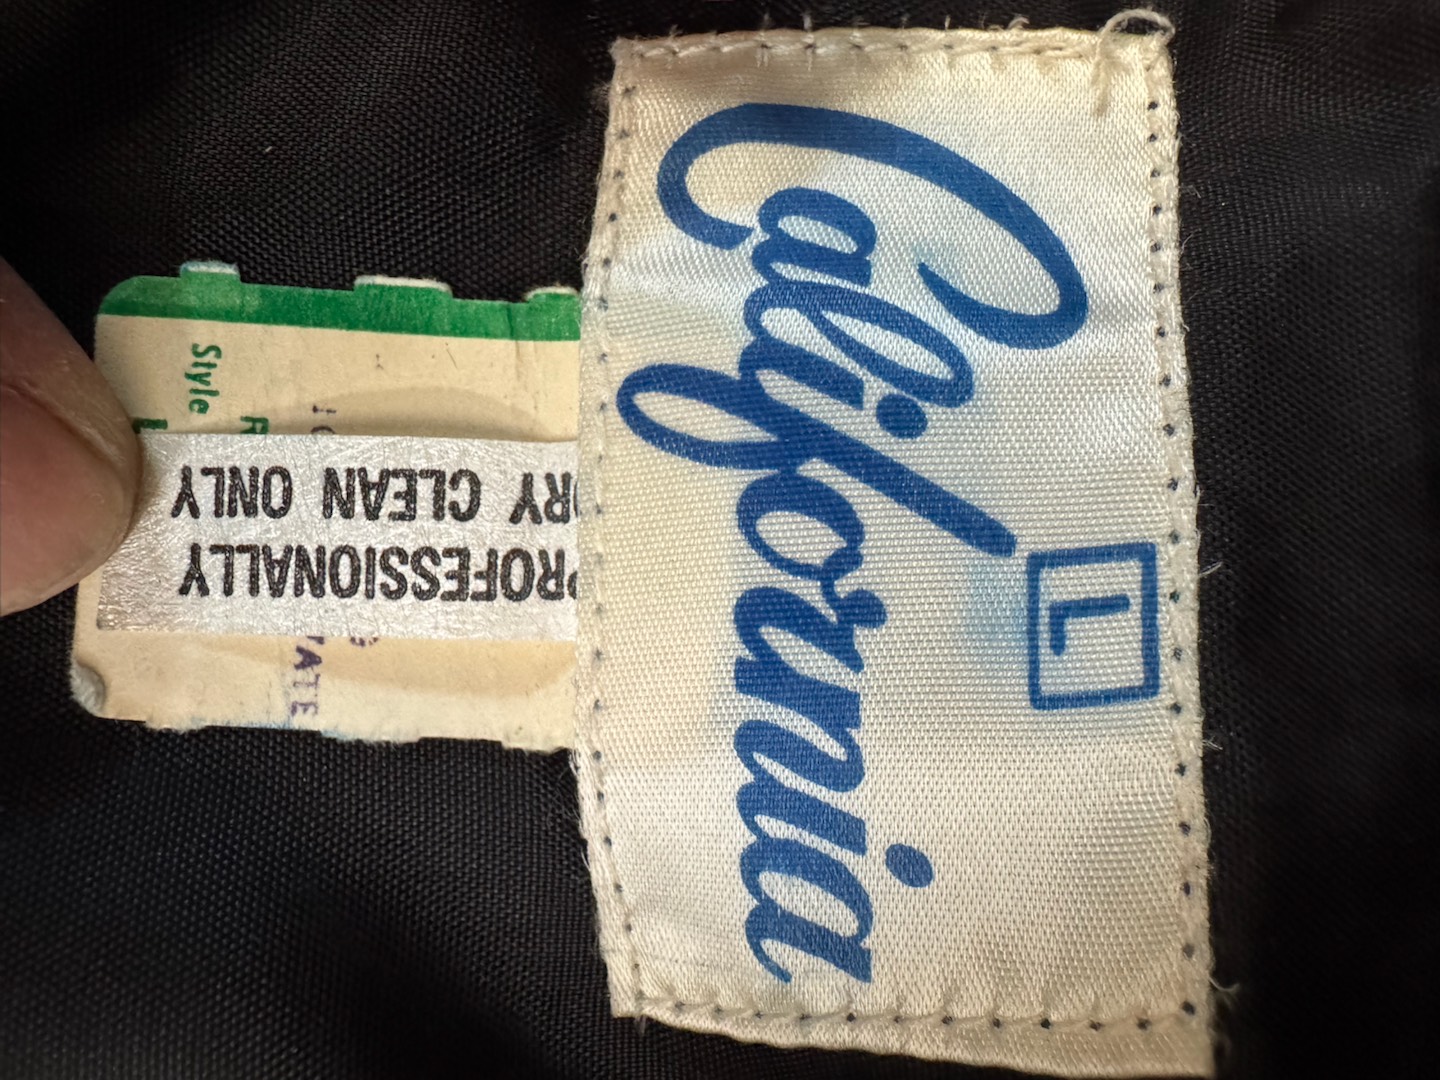 California
L
PROFESSIONALLY
DRY CLEAN ONLY
Style